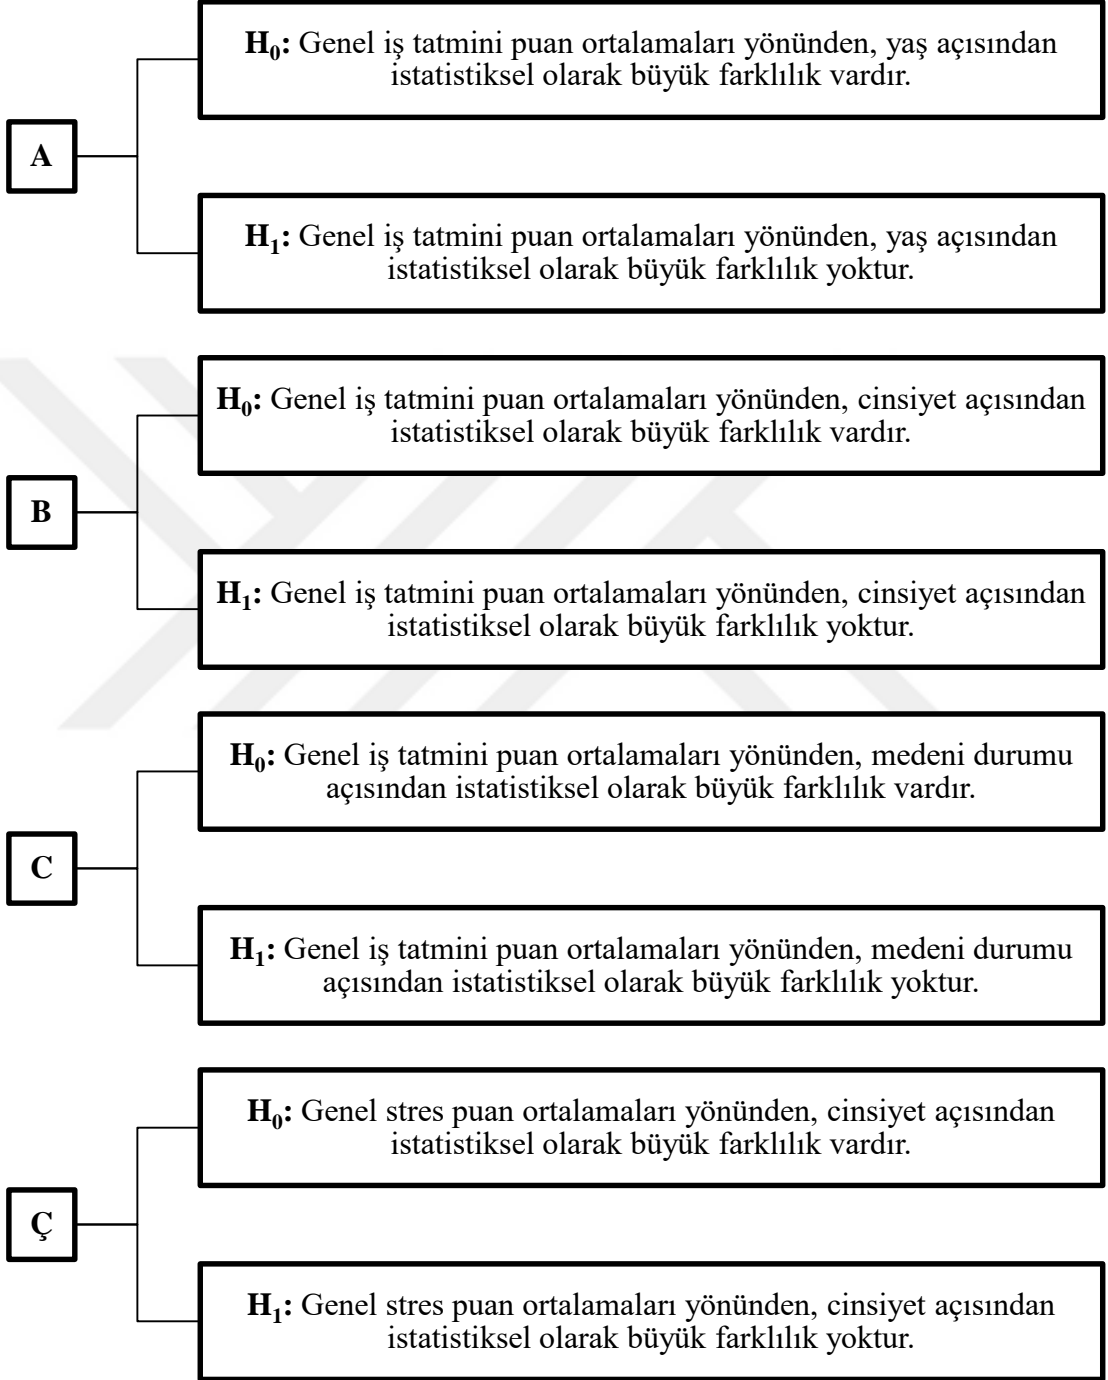 H₀: Genel iş tatmini puan ortalamaları yönünden, yaş açısından
istatistiksel olarak büyük farklılık vardır.
A
H₁: Genel iş tatmini puan ortalamaları yönünden, yaş açısından
istatistiksel olarak büyük farklılık yoktur.
H₀: Genel iş tatmini puan ortalamaları yönünden, cinsiyet açısından
istatistiksel olarak büyük farklılık vardır.
B
H₁: Genel iş tatmini puan ortalamaları yönünden, cinsiyet açısından
istatistiksel olarak büyük farklılık yoktur.
H₀: Genel iş tatmini puan ortalamaları yönünden, medeni durumu
açısından istatistiksel olarak büyük farklılık vardır.
C
H₁: Genel iş tatmini puan ortalamaları yönünden, medeni durumu
açısından istatistiksel olarak büyük farklılık yoktur.
H₀: Genel stres puan ortalamaları yönünden, cinsiyet açısından
istatistiksel olarak büyük farklılık vardır.
Ç
H₁: Genel stres puan ortalamaları yönünden, cinsiyet açısından
istatistiksel olarak büyük farklılık yoktur.